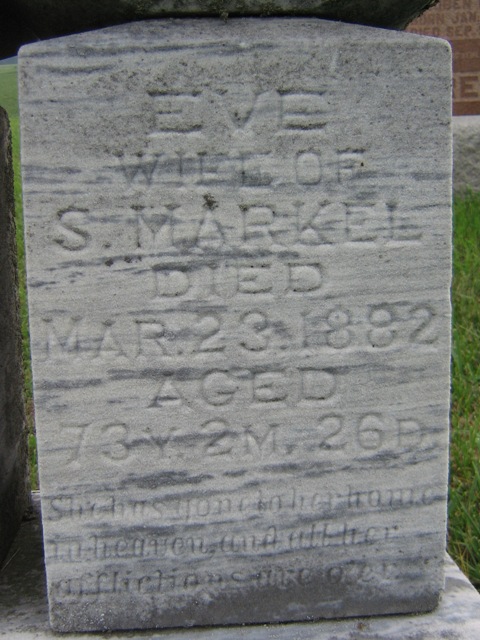 EVE
WIFE OF
S. MARKEL
DIED
MAR. 23. 1882
AGED
73 Y. 2 M. 26 D.
She has gone to her home
in heaven, and all her
afflictions are o'er